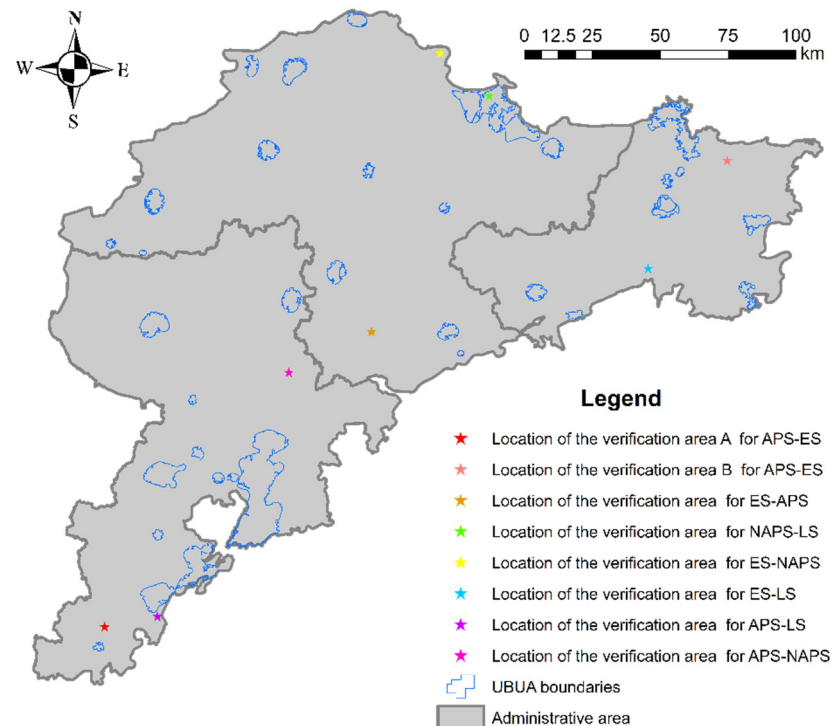 N
W E
S
0 12.5 25 50 75 100
km
Legend
Location of the verification area A for APS-ES
Location of the verification area B for APS-ES
Location of the verification area for ES-APS
Location of the verification area for NAPS-LS
Location of the verification area for ES-NAPS
Location of the verification area for ES-LS
Location of the verification area for APS-LS
Location of the verification area for APS-NAPS
UBUA boundaries
Administrative area